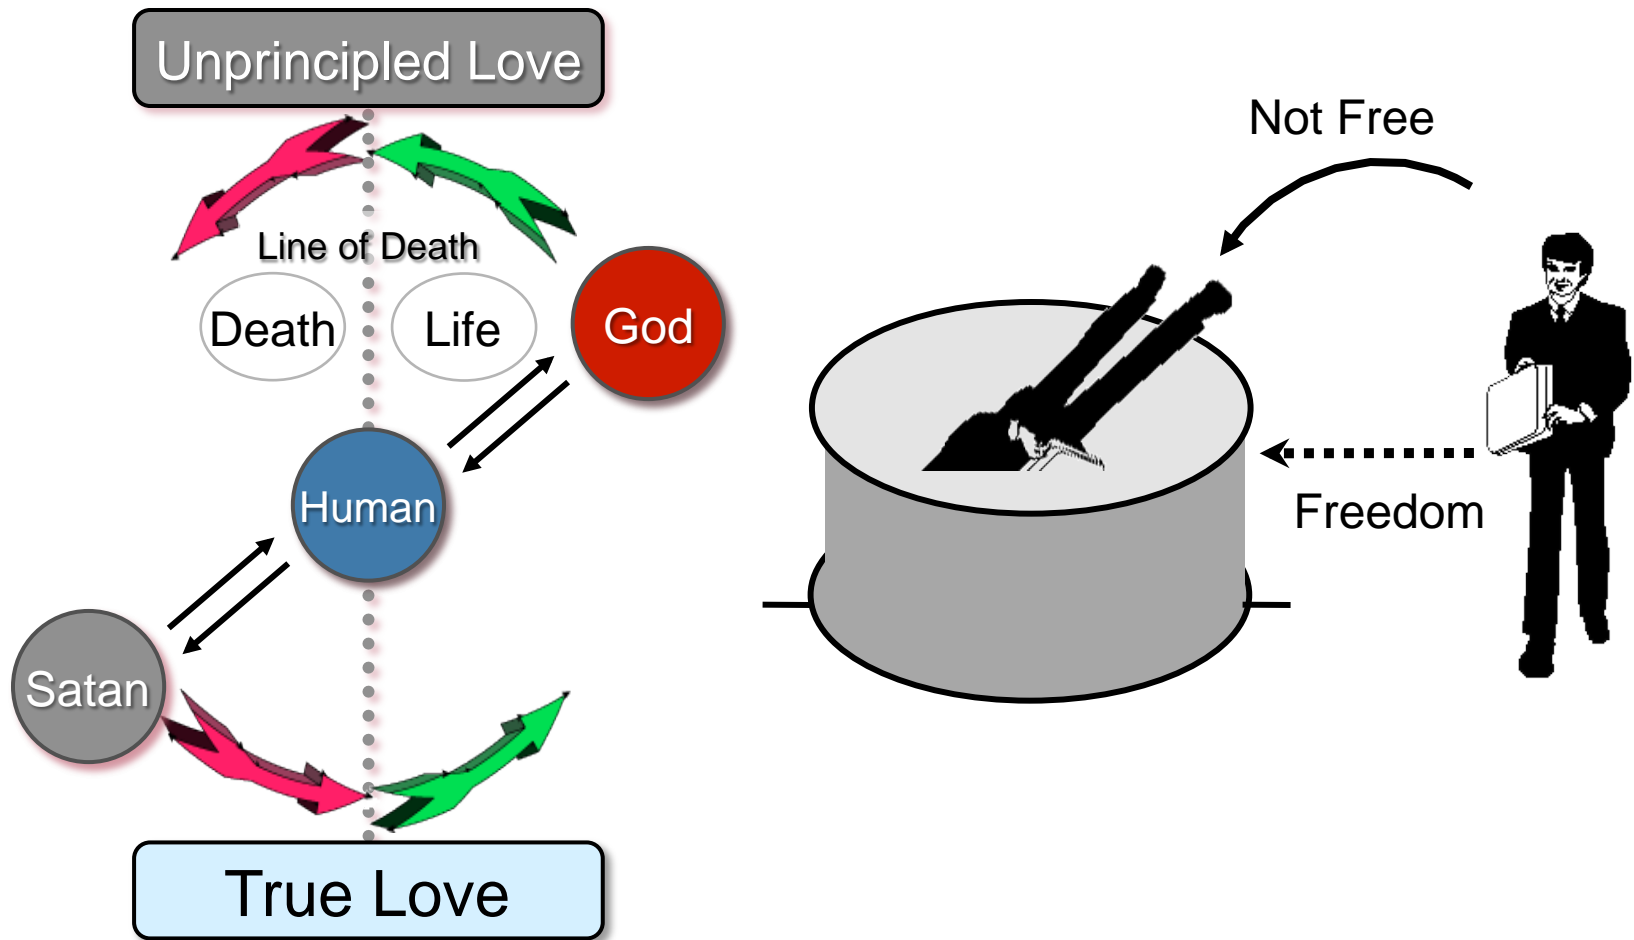 Unprincipled Love
Line of Death
Death
Life
God
Human
Satan
True Love
Not Free
Freedom